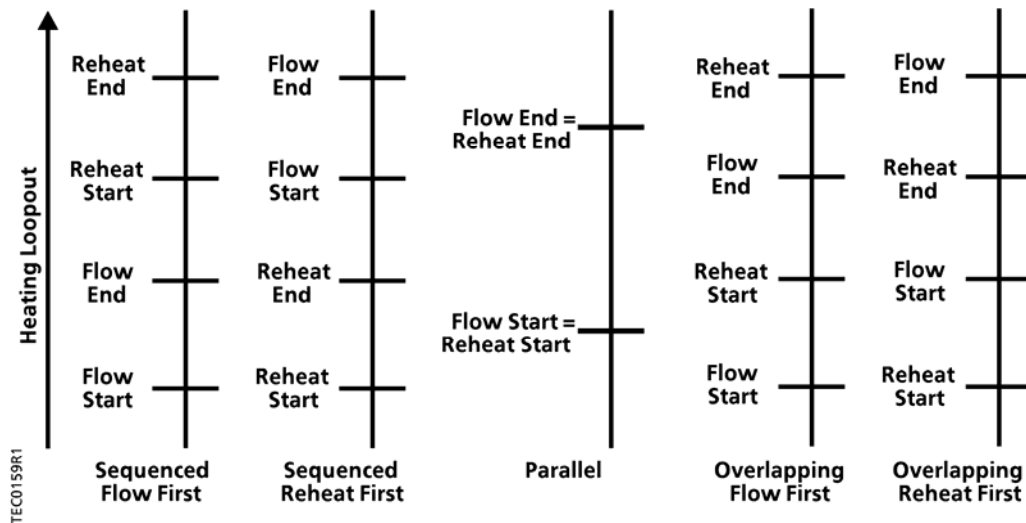 Heating Loopout
TEC0159R1
Reheat
End
Reheat
Start
Flow
End
Flow
Start
Sequenced
Flow First
Flow
End
Flow
Start
Reheat
End
Reheat
Start
Sequenced
Reheat First
Flow End =
Reheat End
Flow Start =
Reheat Start
Parallel
Reheat
End
Flow
End
Reheat
Start
Flow
Start
Overlapping
Flow First
Flow
End
Reheat
End
Flow
Start
Reheat
Start
Overlapping
Reheat First